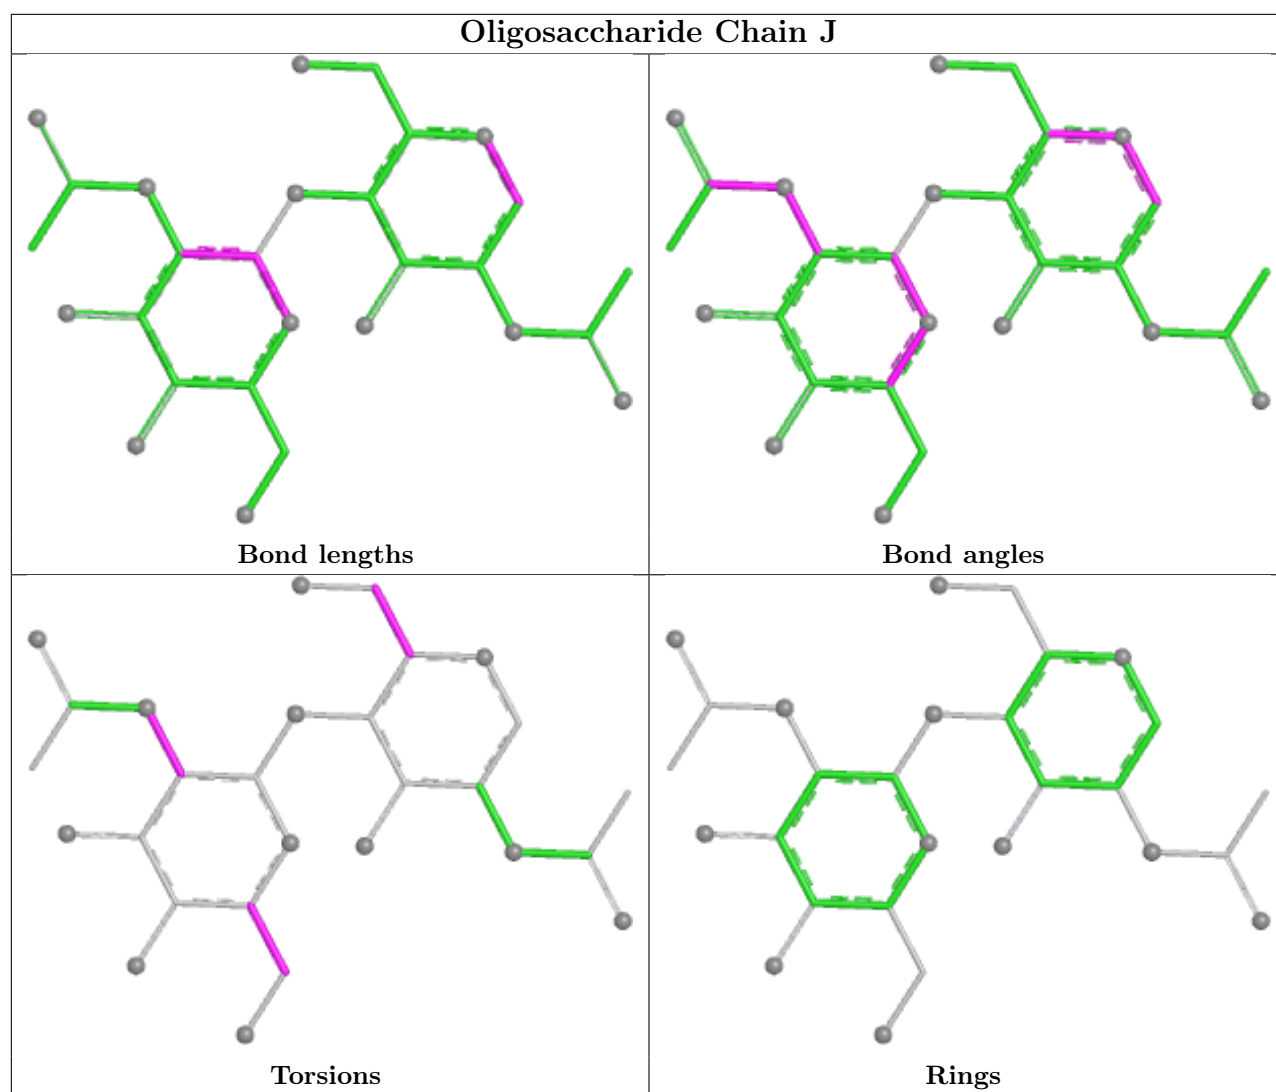 Oligosaccharide Chain J
Bond lengths
Bond angles
Torsions
Rings